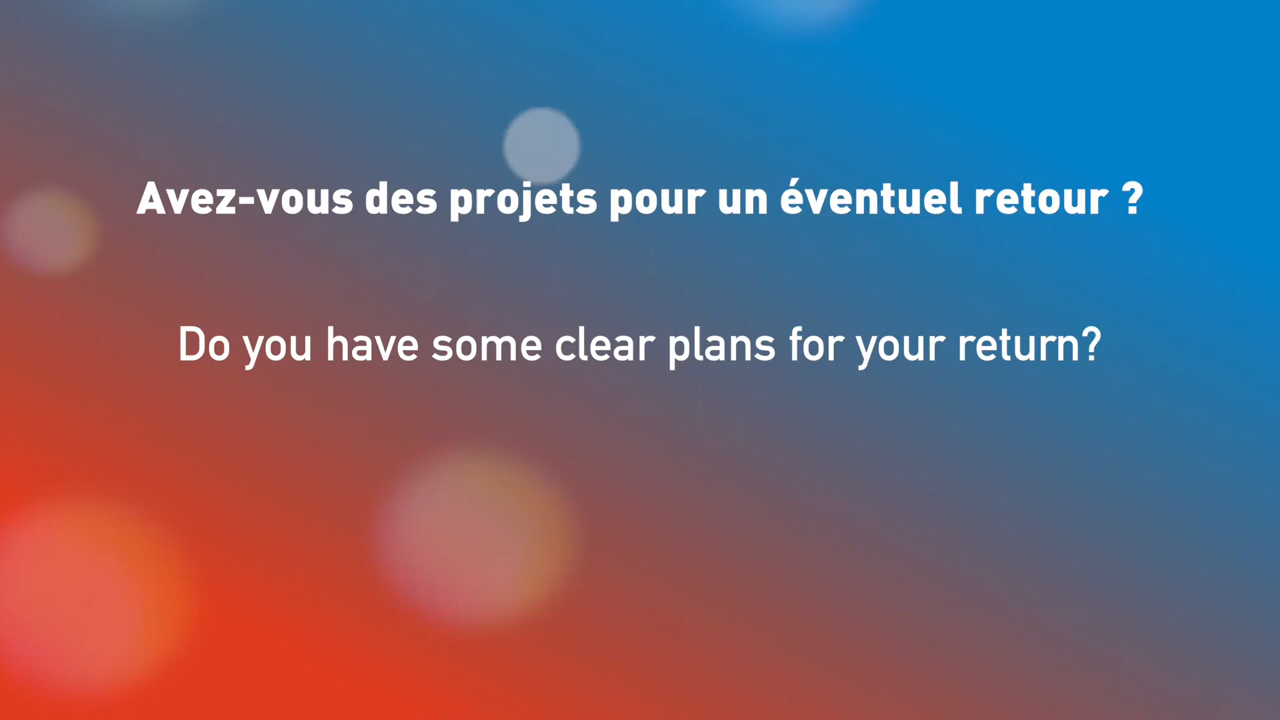 Avez-vous des projets pour un éventuel retour ?
Do you have some clear plans for your return?